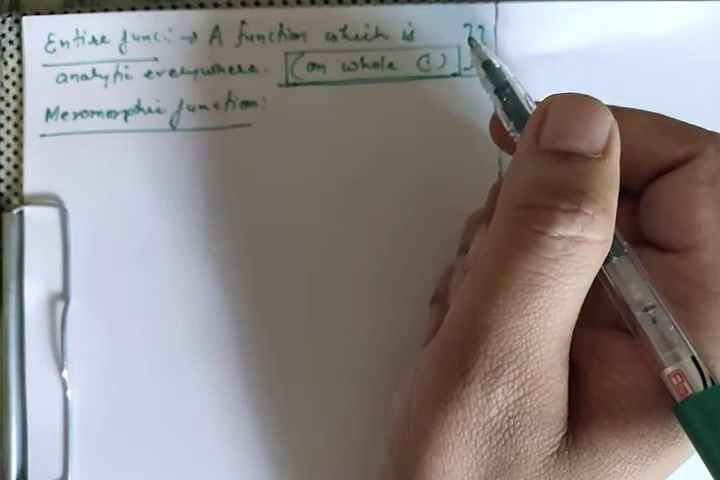 Entire func: → A function which is
analytic everywhere. (on whole ℂ)
Meromorphic function: